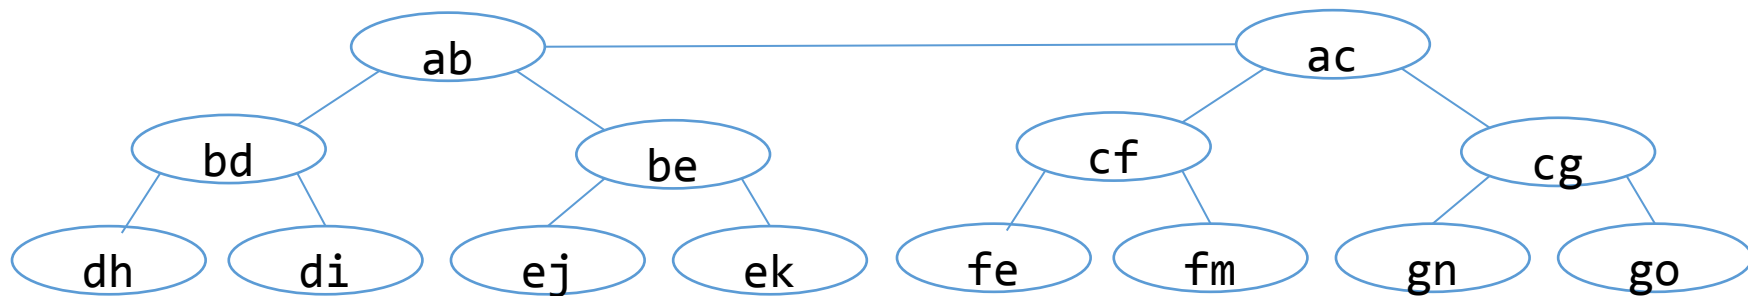 ab ac
bd be cf cg
dh di ej ek fe fm gn go